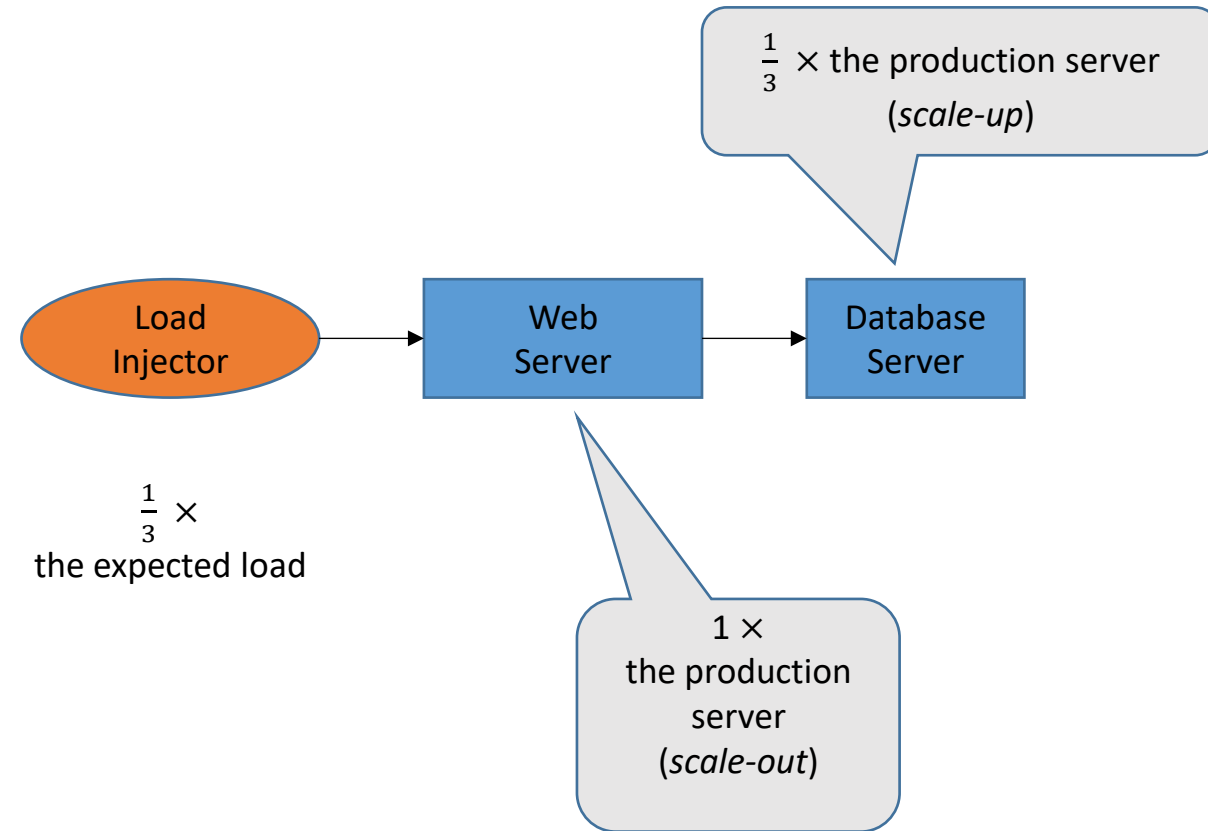 1/3 × the production server
(scale-up)
Load
Injector
Web
Server
Database
Server
1/3 ×
the expected load
1 ×
the production
server
(scale-out)